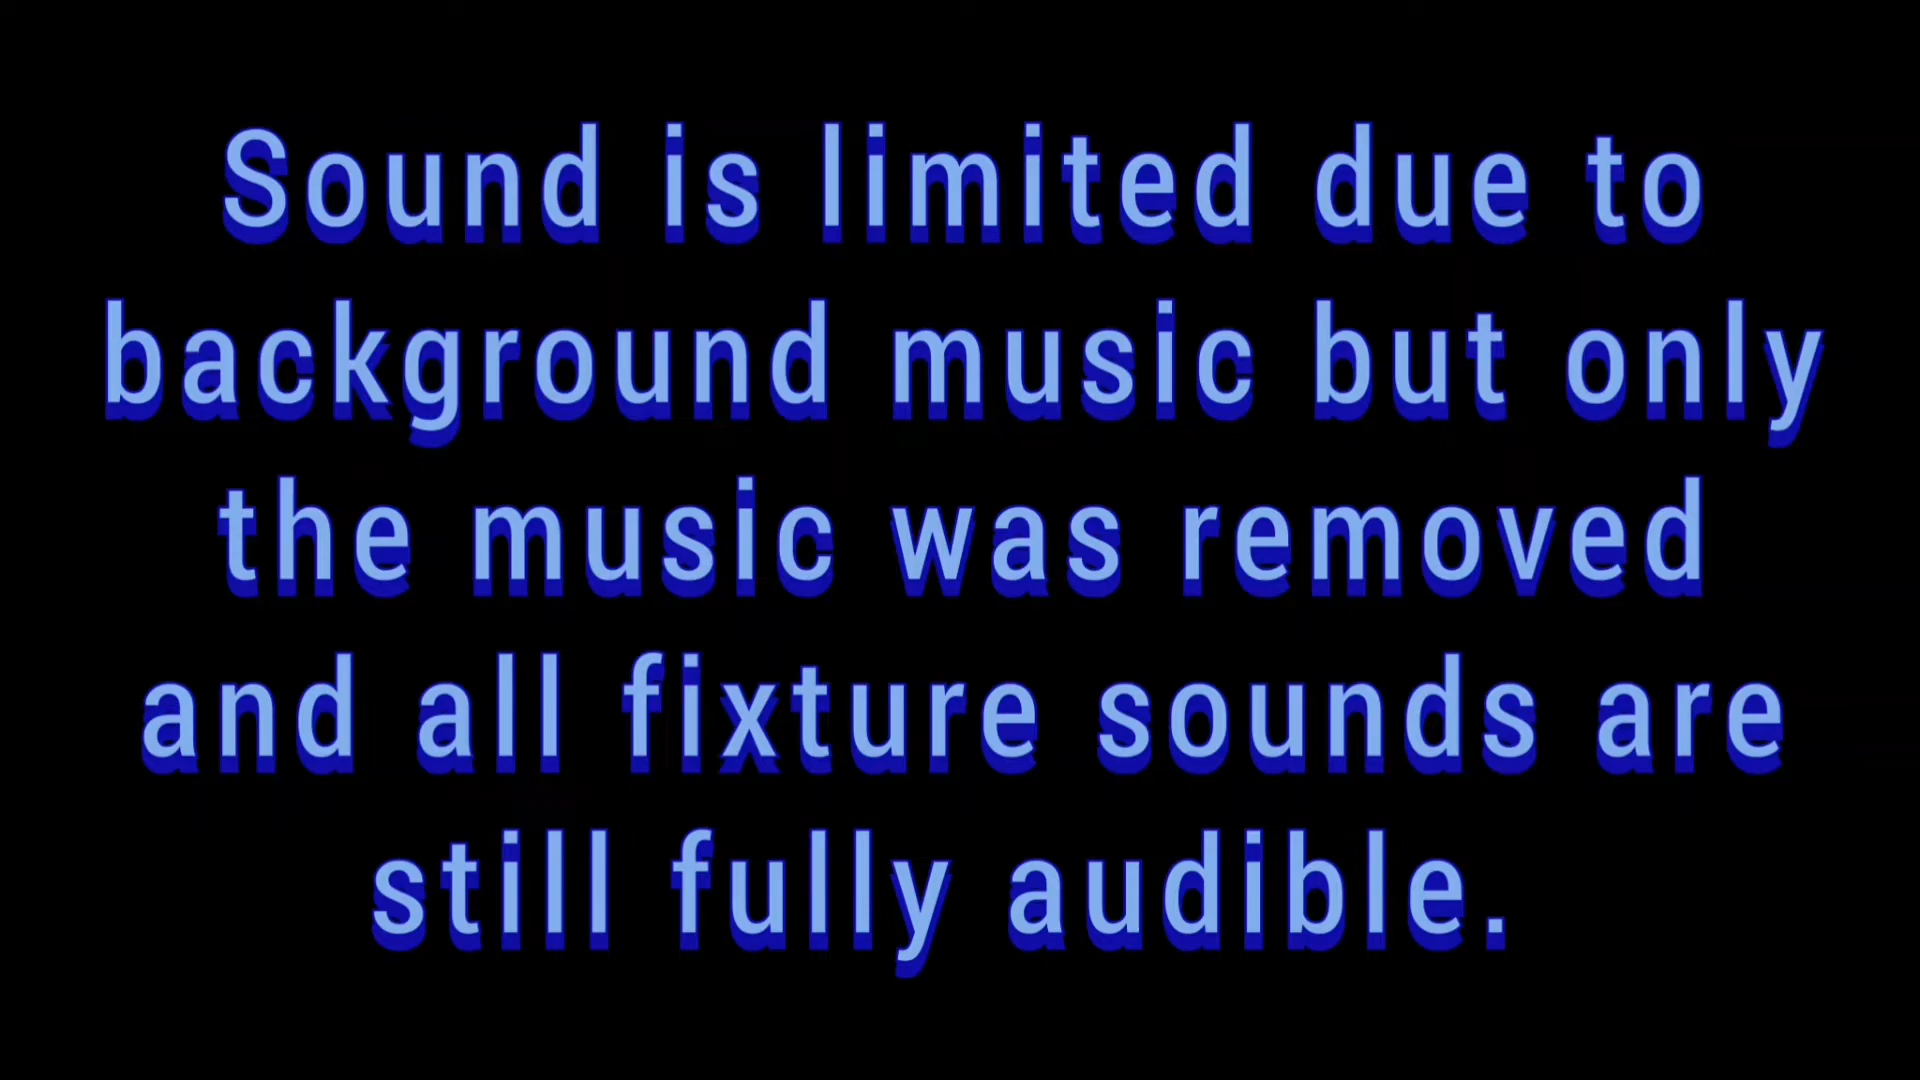 Sound is limited due to
background music but only
the music was removed
and all fixture sounds are
still fully audible.